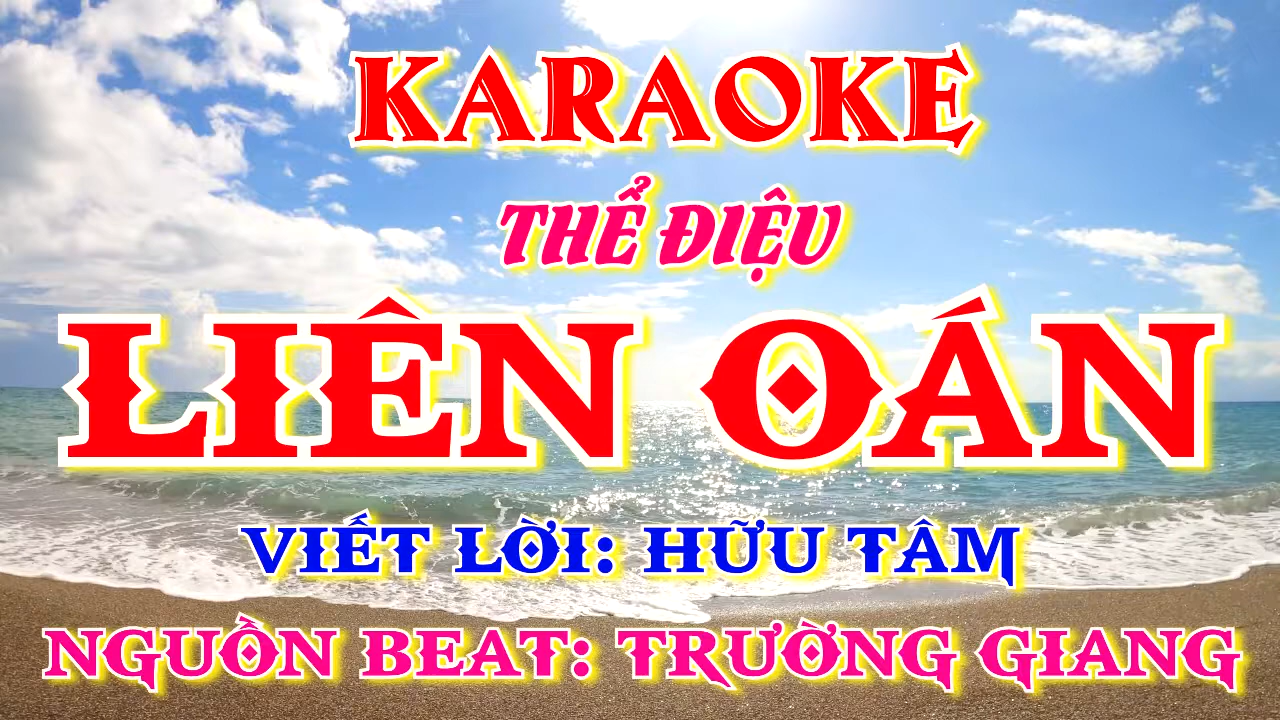 KARAOKE
THỂ ĐIỆU
LIÊN OÁN
VIẾT LỜI: HỮU TÂM
NGUỒN BEAT: TRƯỜNG GIANG